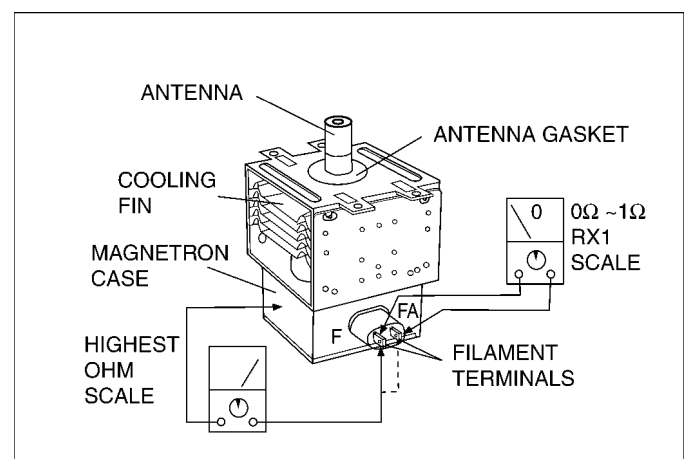 ANTENNA
ANTENNA GASKET
COOLING
FIN
0 0Ω ~1Ω
RX1
SCALE
MAGNETRON
CASE
FA
F
HIGHEST
OHM
SCALE
FILAMENT
TERMINALS